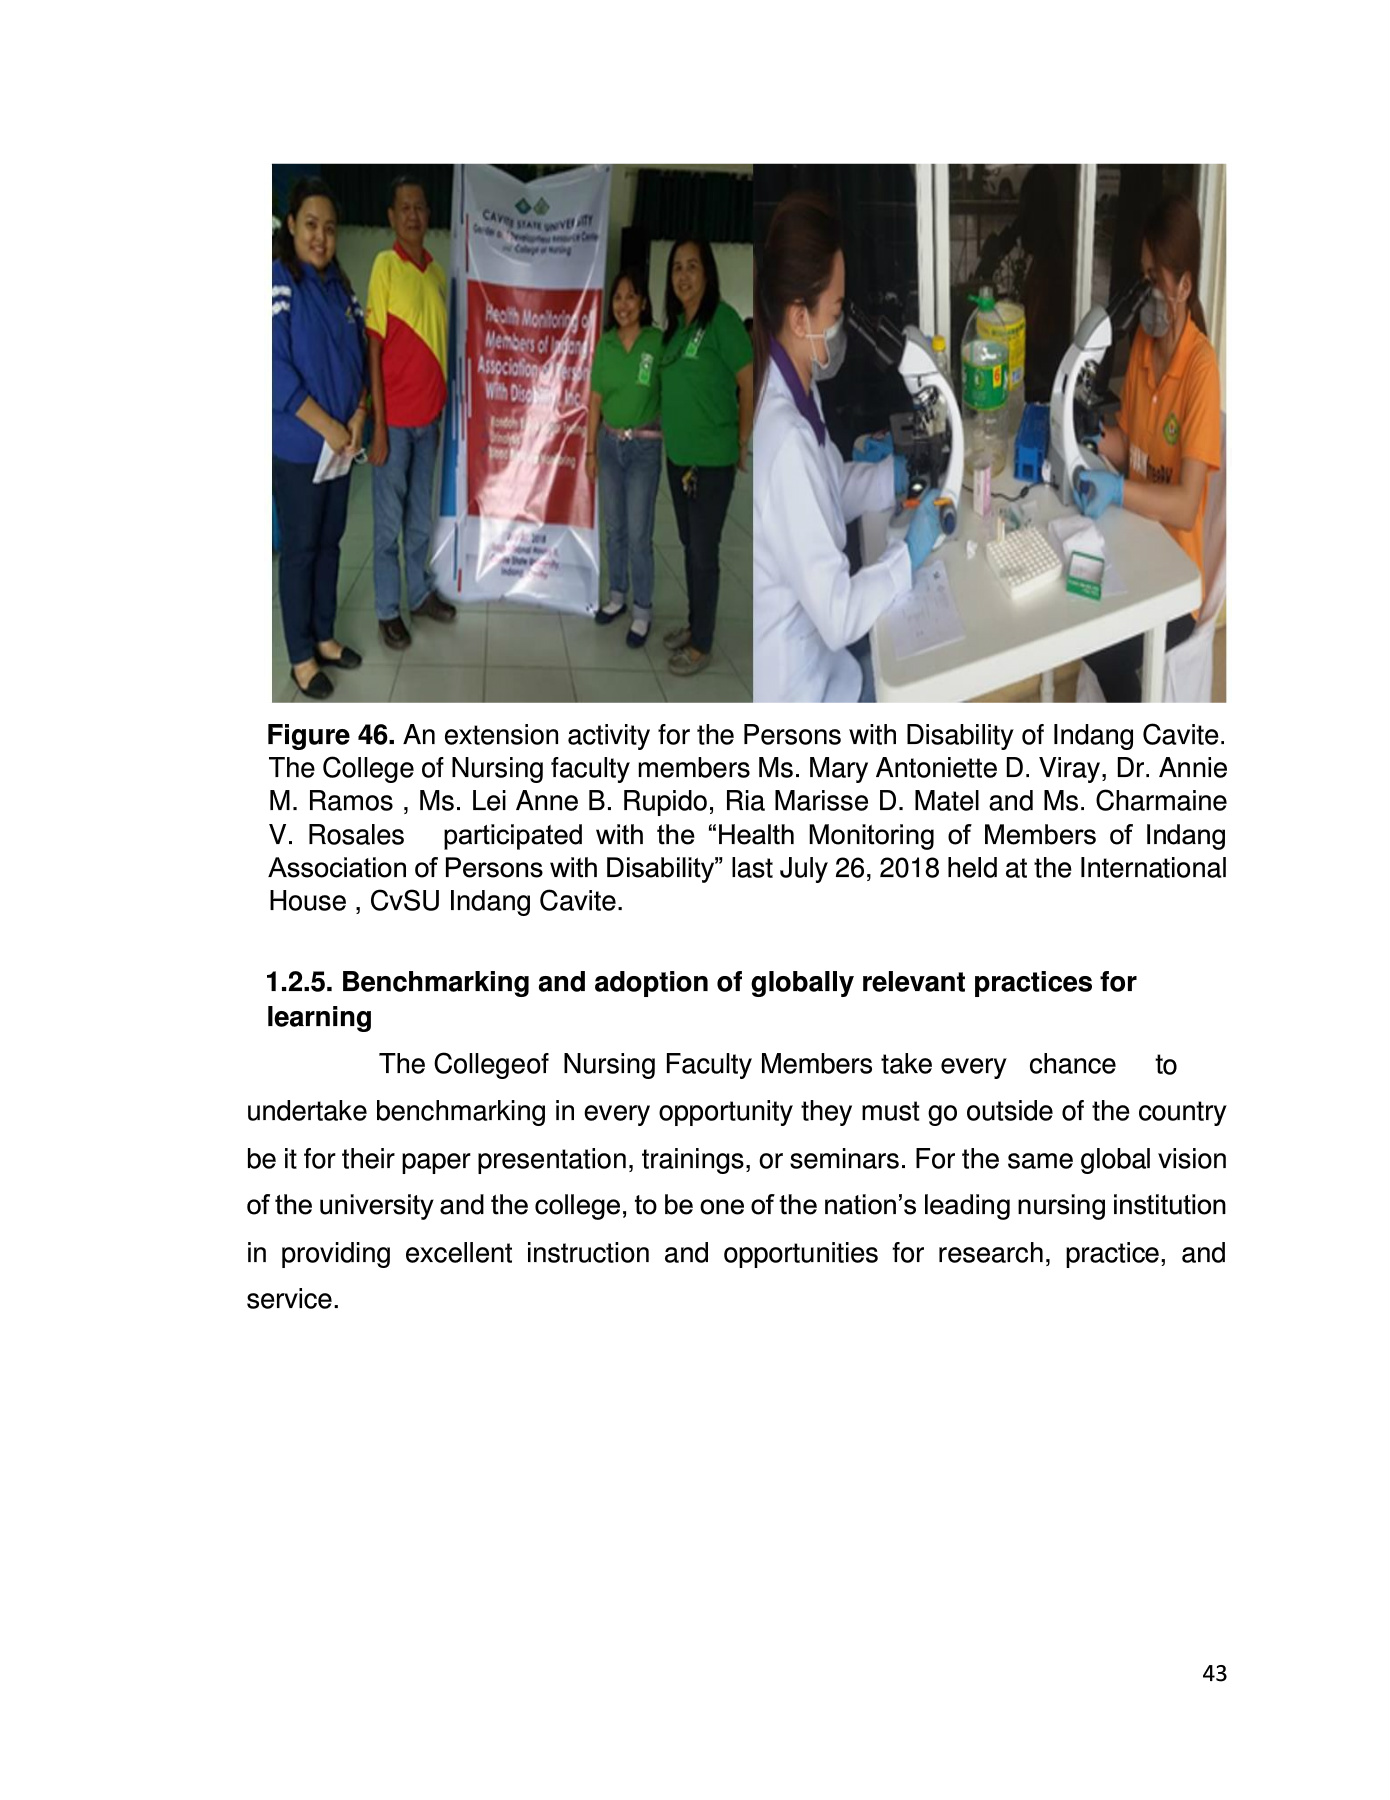 CAVITE STATE UNIVERSITY
College of Nursing
Health Monitoring of
Members of Indang
Association of Person
With Disability, Inc.
2018
Indang, Cavite
6
Figure 46. An extension activity for the Persons with Disability of Indang Cavite.
The College of Nursing faculty members Ms. Mary Antoniette D. Viray, Dr. Annie
M. Ramos , Ms. Lei Anne B. Rupido, Ria Marisse D. Matel and Ms. Charmaine
V. Rosales participated with the “Health Monitoring of Members of Indang
Association of Persons with Disability” last July 26, 2018 held at the International
House , CvSU Indang Cavite.
1.2.5. Benchmarking and adoption of globally relevant practices for
learning
The Collegeof Nursing Faculty Members take every chance to
undertake benchmarking in every opportunity they must go outside of the country
be it for their paper presentation, trainings, or seminars. For the same global vision
of the university and the college, to be one of the nation’s leading nursing institution
in providing excellent instruction and opportunities for research, practice, and
service.
43